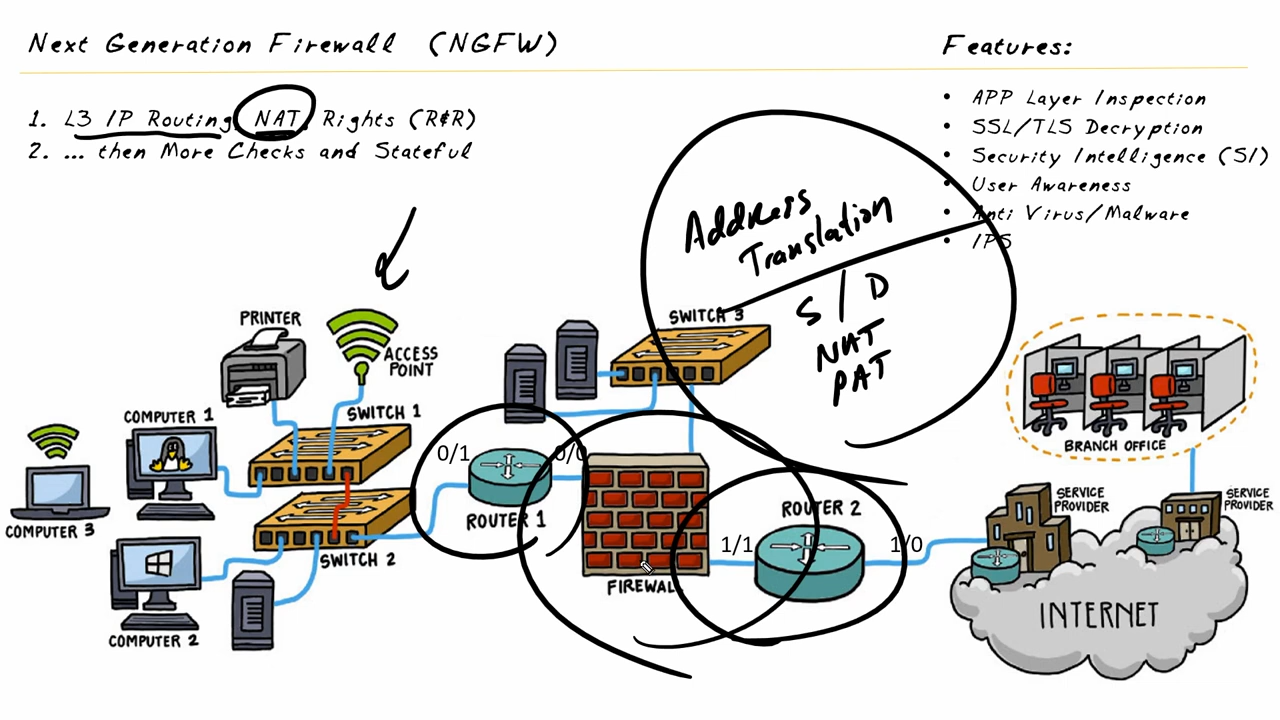 Next Generation Firewall (NGFW)
Features:
1. L3 IP Routing, NAT, Rights (R&R)
2. ... then More Checks and Stateful
• APP Layer Inspection
• SSL/TLS Decryption
• Security Intelligence (SI)
• User Awareness
• Anti Virus/Malware
• IPS
Address
Translation
S / D
NAT
PAT
PRINTER
ACCESS
POINT
SWITCH 3
COMPUTER 1
SWITCH 1
BRANCH OFFICE
0/1
0/0
ROUTER 1
COMPUTER 3
SWITCH 2
ROUTER 2
SERVICE
PROVIDER
SERVICE
PROVIDER
1/1
1/0
FIREWALL
COMPUTER 2
INTERNET